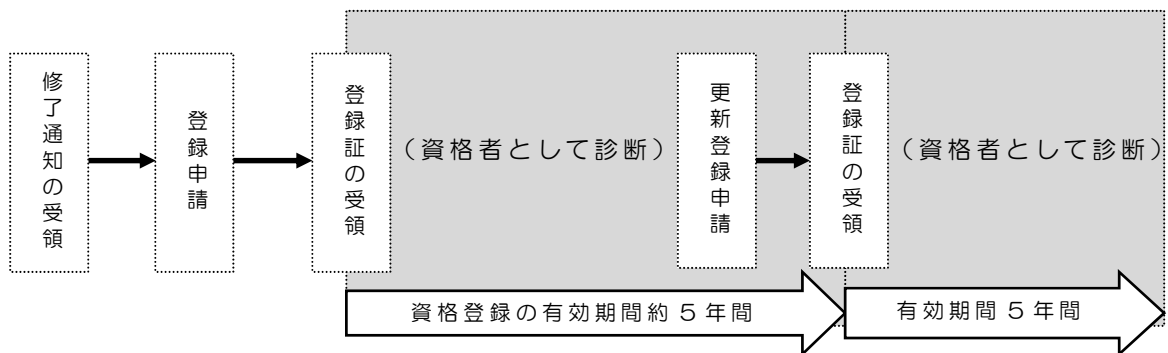 修了通知の受領
登録申請
登録証の受領
（資格者として診断）
更新登録申請
登録証の受領
（資格者として診断）
資格登録の有効期間約５年間
有効期間５年間